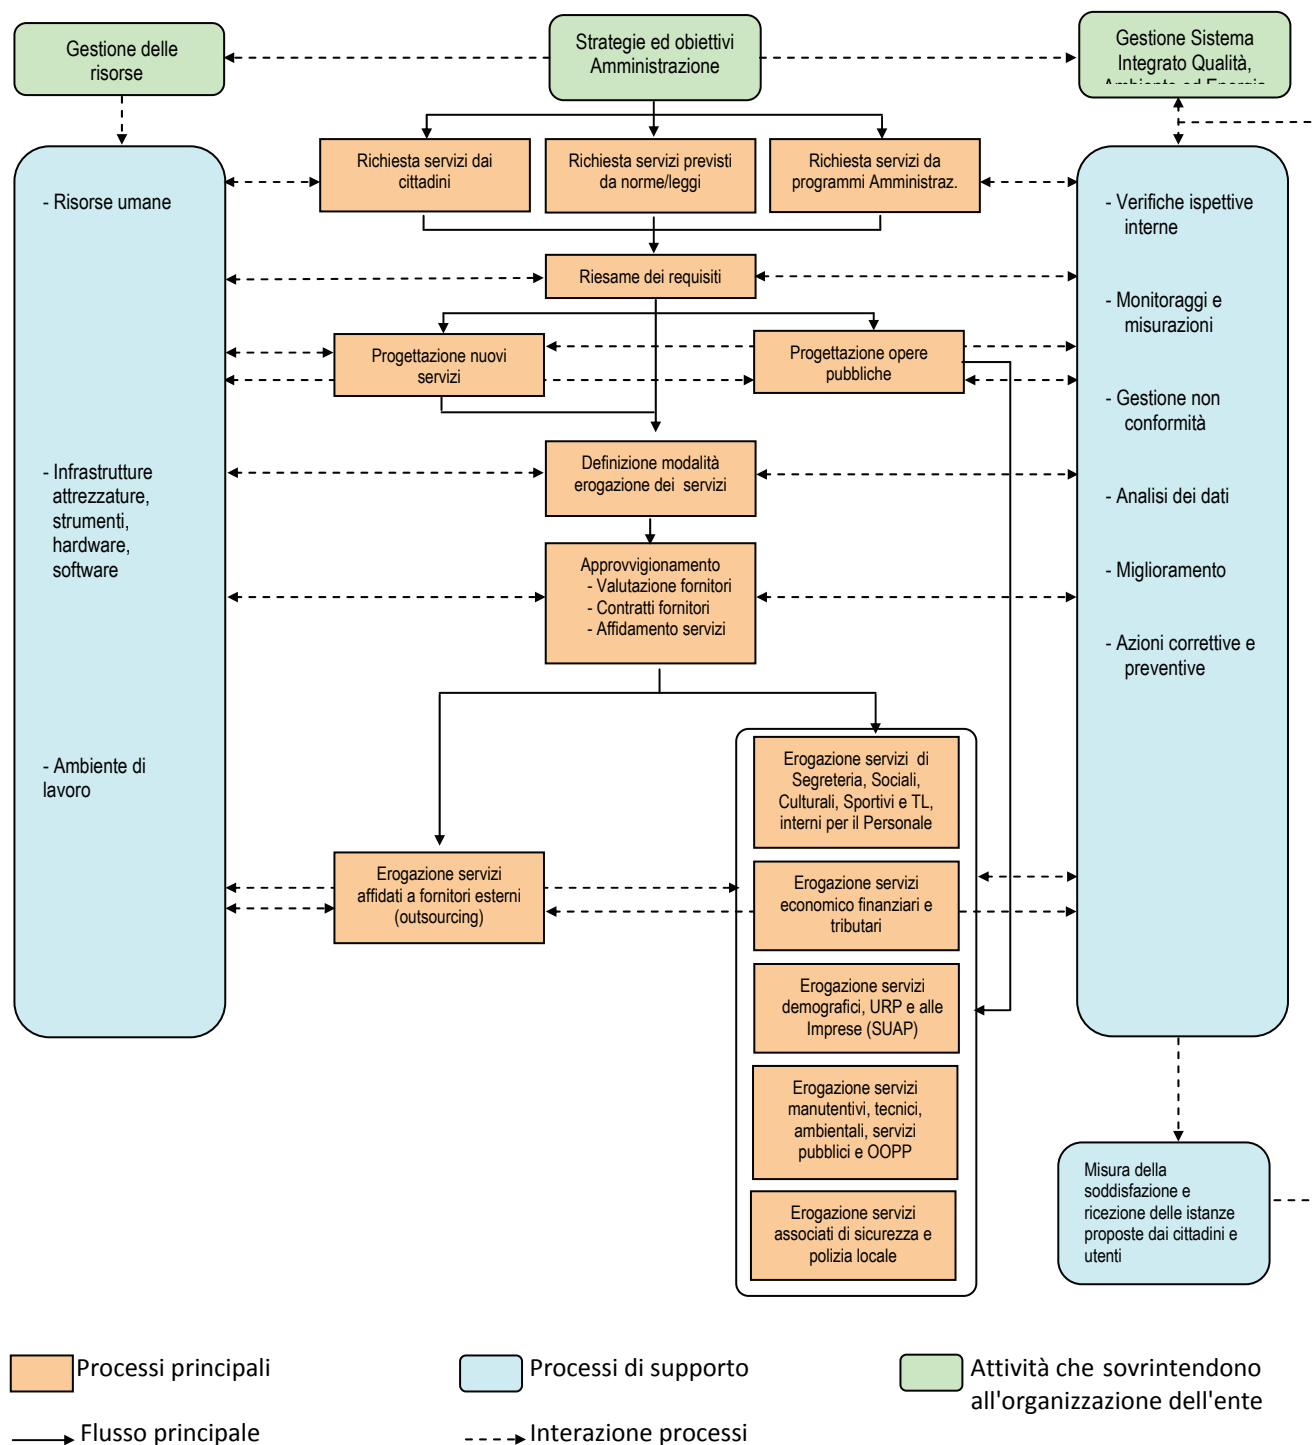 Gestione delle
risorse
Strategie ed obiettivi
Amministrazione
Gestione Sistema
Integrato Qualità,
Ambiente ed Energia
Richiesta servizi dai
cittadini
Richiesta servizi previsti
da norme/leggi
Richiesta servizi da
programmi Amministraz.
- Risorse umane
- Infrastrutture
attrezzature,
strumenti,
hardware,
software
- Ambiente di
lavoro
Riesame dei requisiti
Progettazione nuovi
servizi
Progettazione opere
pubbliche
Definizione modalità
erogazione dei servizi
Approvvigionamento
- Valutazione fornitori
- Contratti fornitori
- Affidamento servizi
Erogazione servizi
affidati a fornitori esterni
(outsourcing)
Erogazione servizi di
Segreteria, Sociali,
Culturali, Sportivi e TL,
interni per il Personale
Erogazione servizi
economico finanziari e
tributari
Erogazione servizi
demografici, URP e alle
Imprese (SUAP)
Erogazione servizi
manutentivi, tecnici,
ambientali, servizi
pubblici e OOPP
Erogazione servizi
associati di sicurezza e
polizia locale
- Verifiche ispettive
interne
- Monitoraggi e
misurazioni
- Gestione non
conformità
- Analisi dei dati
- Miglioramento
- Azioni correttive e
preventive
Misura della
soddisfazione e
ricezione delle istanze
proposte dai cittadini e
utenti
Processi principali
Processi di supporto
Attività che sovrintendono
all'organizzazione dell'ente
Flusso principale
Interazione processi